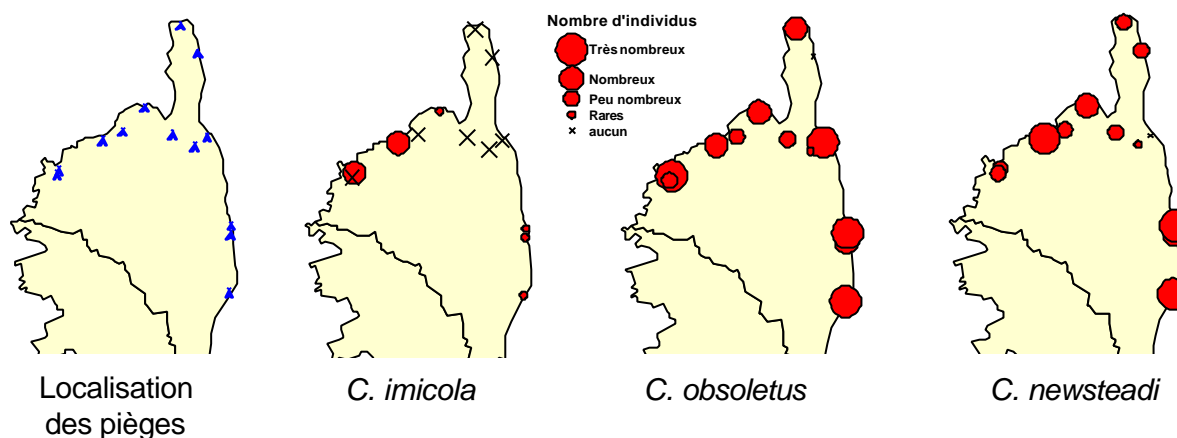 Nombre d'individus
Très nombreux
Nombreux
Peu nombreux
Rares
aucun
Localisation
des pièges
C. imicola
C. obsoletus
C. newsteadi